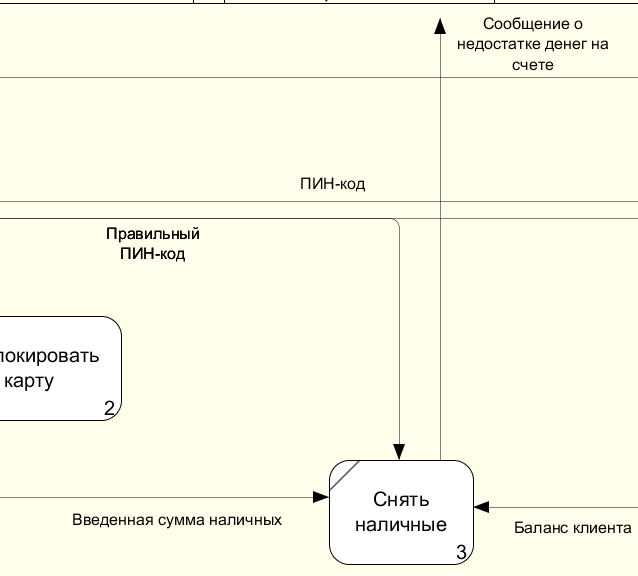 Сообщение о
недостатке денег на
счете
ПИН-код
Правильный
ПИН-код
локировать
карту
2
Снять
наличные
3
Введенная сумма наличных
Баланс клиента